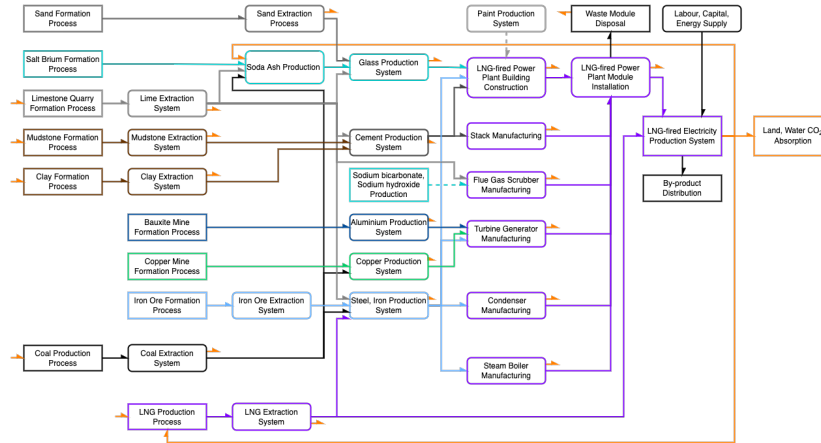 Sand Formation
Process
Sand Extraction
Process
Paint Production
System
Waste Module
Disposal
Labour, Capital,
Energy Supply
Salt Brium Formation
Process
Soda Ash Production
Glass Production
System
LNG-fired Power
Plant Building
Construction
LNG-fired Power
Plant Module
Installation
Limestone Quarry
Formation Process
Lime Extraction
System
Mudstone Formation
Process
Mudstone Extraction
System
Cement Production
System
Stack Manufacturing
LNG-fired Electricity
Production System
Land, Water CO2
Absorption
Clay Formation
Process
Clay Extraction
System
Sodium bicarbonate,
Sodium hydroxide
Production
Flue Gas Scrubber
Manufacturing
By-product
Distribution
Bauxite Mine
Formation Process
Aluminium Production
System
Turbine Generator
Manufacturing
Copper Mine
Formation Process
Copper Production
System
Iron Ore Formation
Process
Iron Ore Extraction
System
Steel, Iron Production
System
Condenser
Manufacturing
Coal Production
Process
Coal Extraction
System
Steam Boiler
Manufacturing
LNG Production
Process
LNG Extraction
System